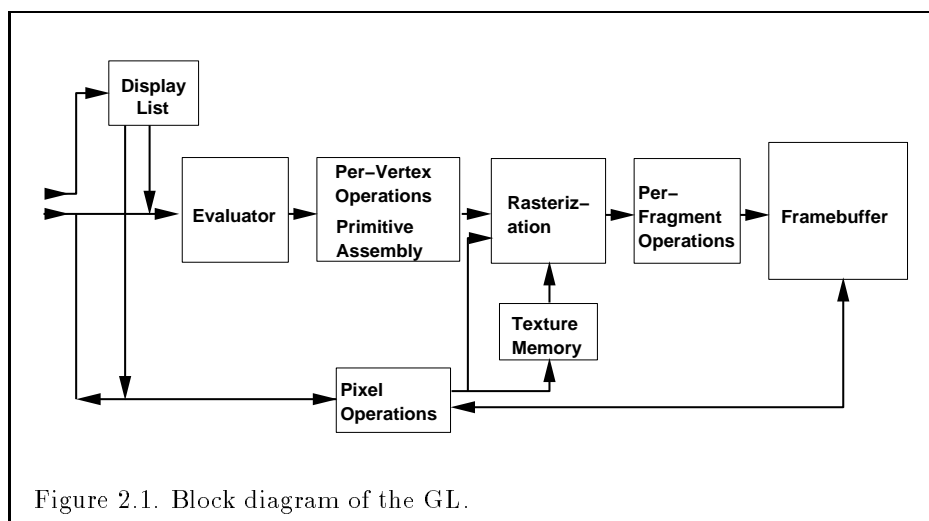 Display
List
Evaluator
Per-Vertex
Operations
Primitive
Assembly
Rasteriz-
ation
Per-
Fragment
Operations
Framebuffer
Texture
Memory
Pixel
Operations
Figure 2.1. Block diagram of the GL.